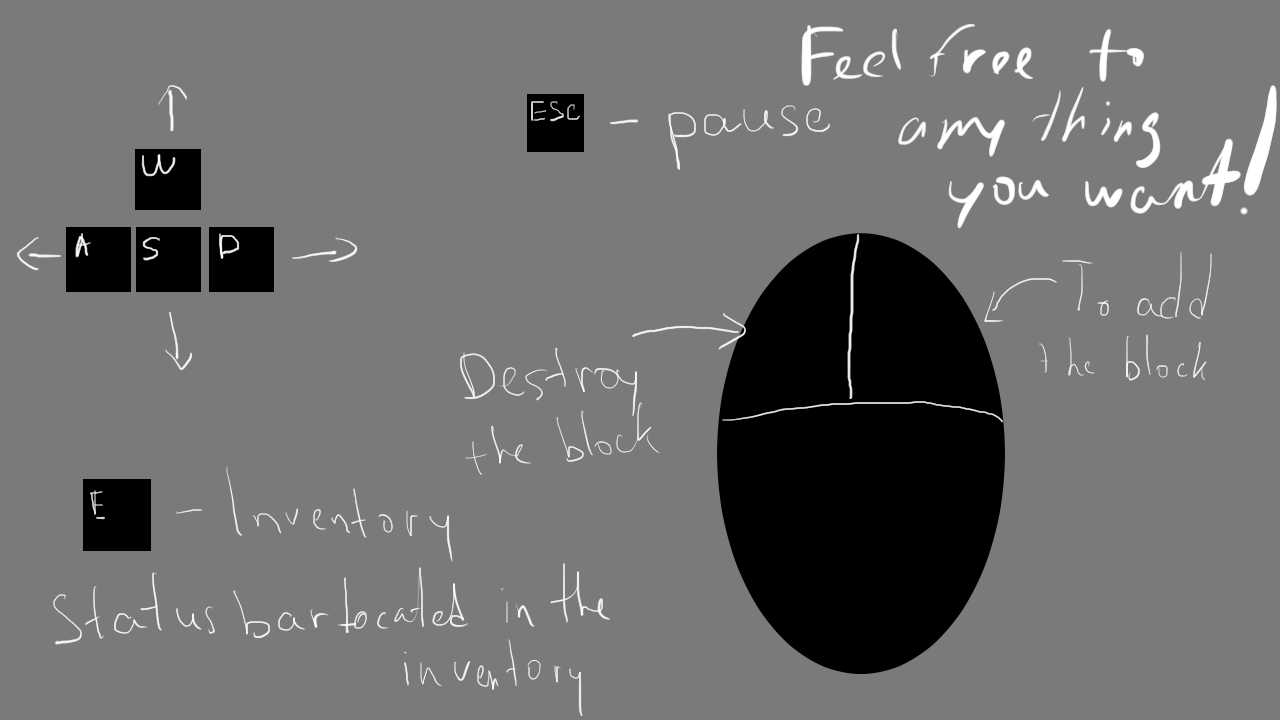 W
A S D
ESC - pause
Feel free to
anything
you want!
Destroy
the block
To add
the block
E - Inventory
Status bar located in the
inventory